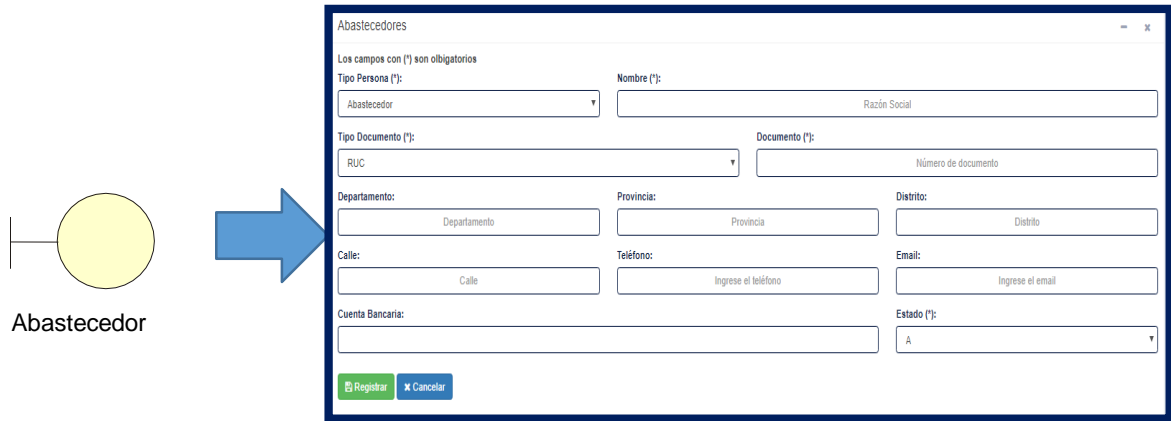 Abastecedores
Los campos con (*) son olbigatorios
Tipo Persona (*): Nombre (*):
Abastecedor Razón Social
Tipo Documento (*): Documento (*):
RUC Número de documento
Departamento: Provincia: Distrito:
Departamento Provincia Distrito
Calle: Teléfono: Email:
Calle Ingrese el teléfono Ingrese el email
Cuenta Bancaria: Estado (*):
A
Registrar Cancelar
Abastecedor